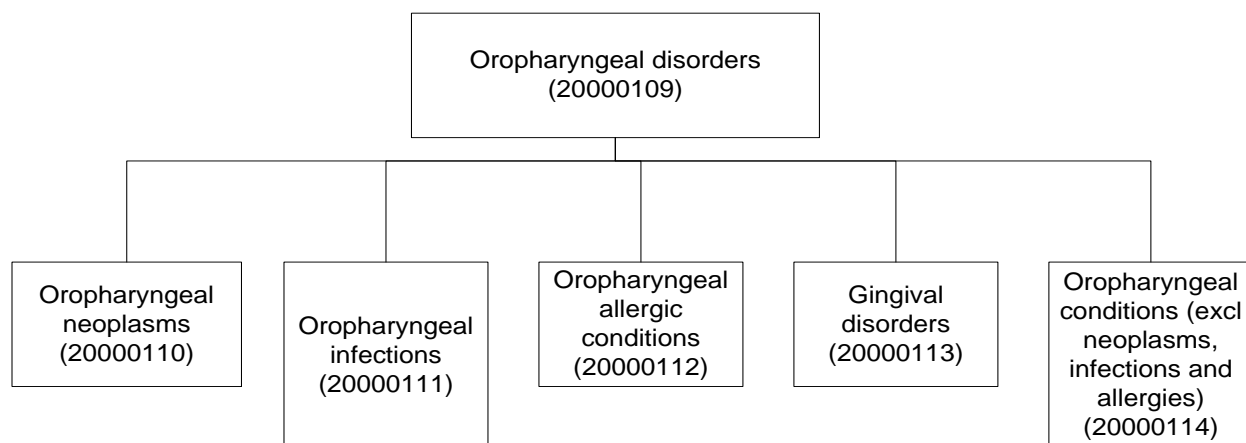 Oropharyngeal disorders
(20000109)
Oropharyngeal
neoplasms
(20000110)
Oropharyngeal
infections
(20000111)
Oropharyngeal
allergic
conditions
(20000112)
Gingival
disorders
(20000113)
Oropharyngeal
conditions (excl
neoplasms,
infections and
allergies)
(20000114)